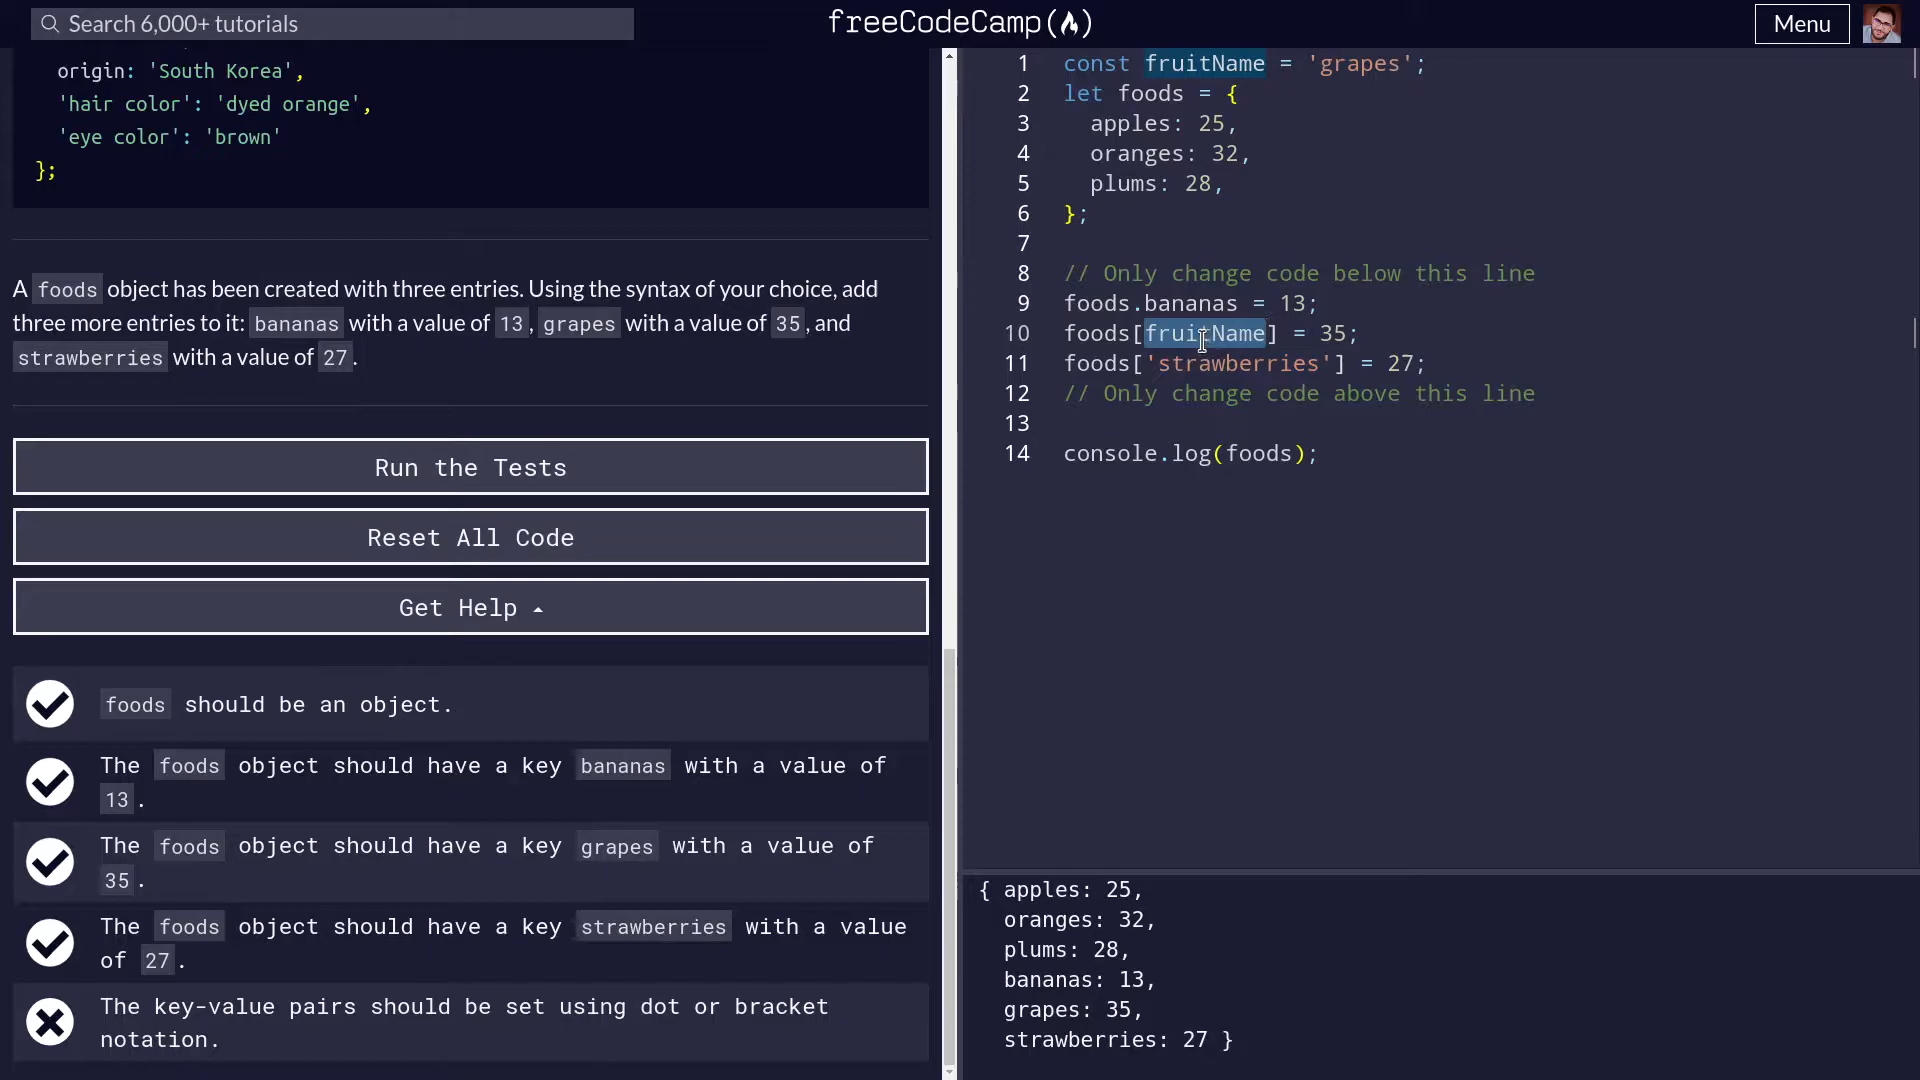 Search 6,000+ tutorials
freeCodeCamp(🔥)
Menu
origin: 'South Korea',
'hair color': 'dyed orange',
'eye color': 'brown'
};
A foods object has been created with three entries. Using the syntax of your choice, add
three more entries to it: bananas with a value of 13, grapes with a value of 35, and
strawberries with a value of 27.
Run the Tests
Reset All Code
Get Help
foods should be an object.
The foods object should have a key bananas with a value of
13.
The foods object should have a key grapes with a value of
35.
The foods object should have a key strawberries with a value
of 27.
The key-value pairs should be set using dot or bracket
notation.
1 const fruitName = 'grapes';
2 let foods = {
3 apples: 25,
4 oranges: 32,
5 plums: 28,
6 };
7
8 // Only change code below this line
9 foods.bananas = 13;
10 foods[fruitName] = 35;
11 foods['strawberries'] = 27;
12 // Only change code above this line
13
14 console.log(foods);
{ apples: 25,
oranges: 32,
plums: 28,
bananas: 13,
grapes: 35,
strawberries: 27 }